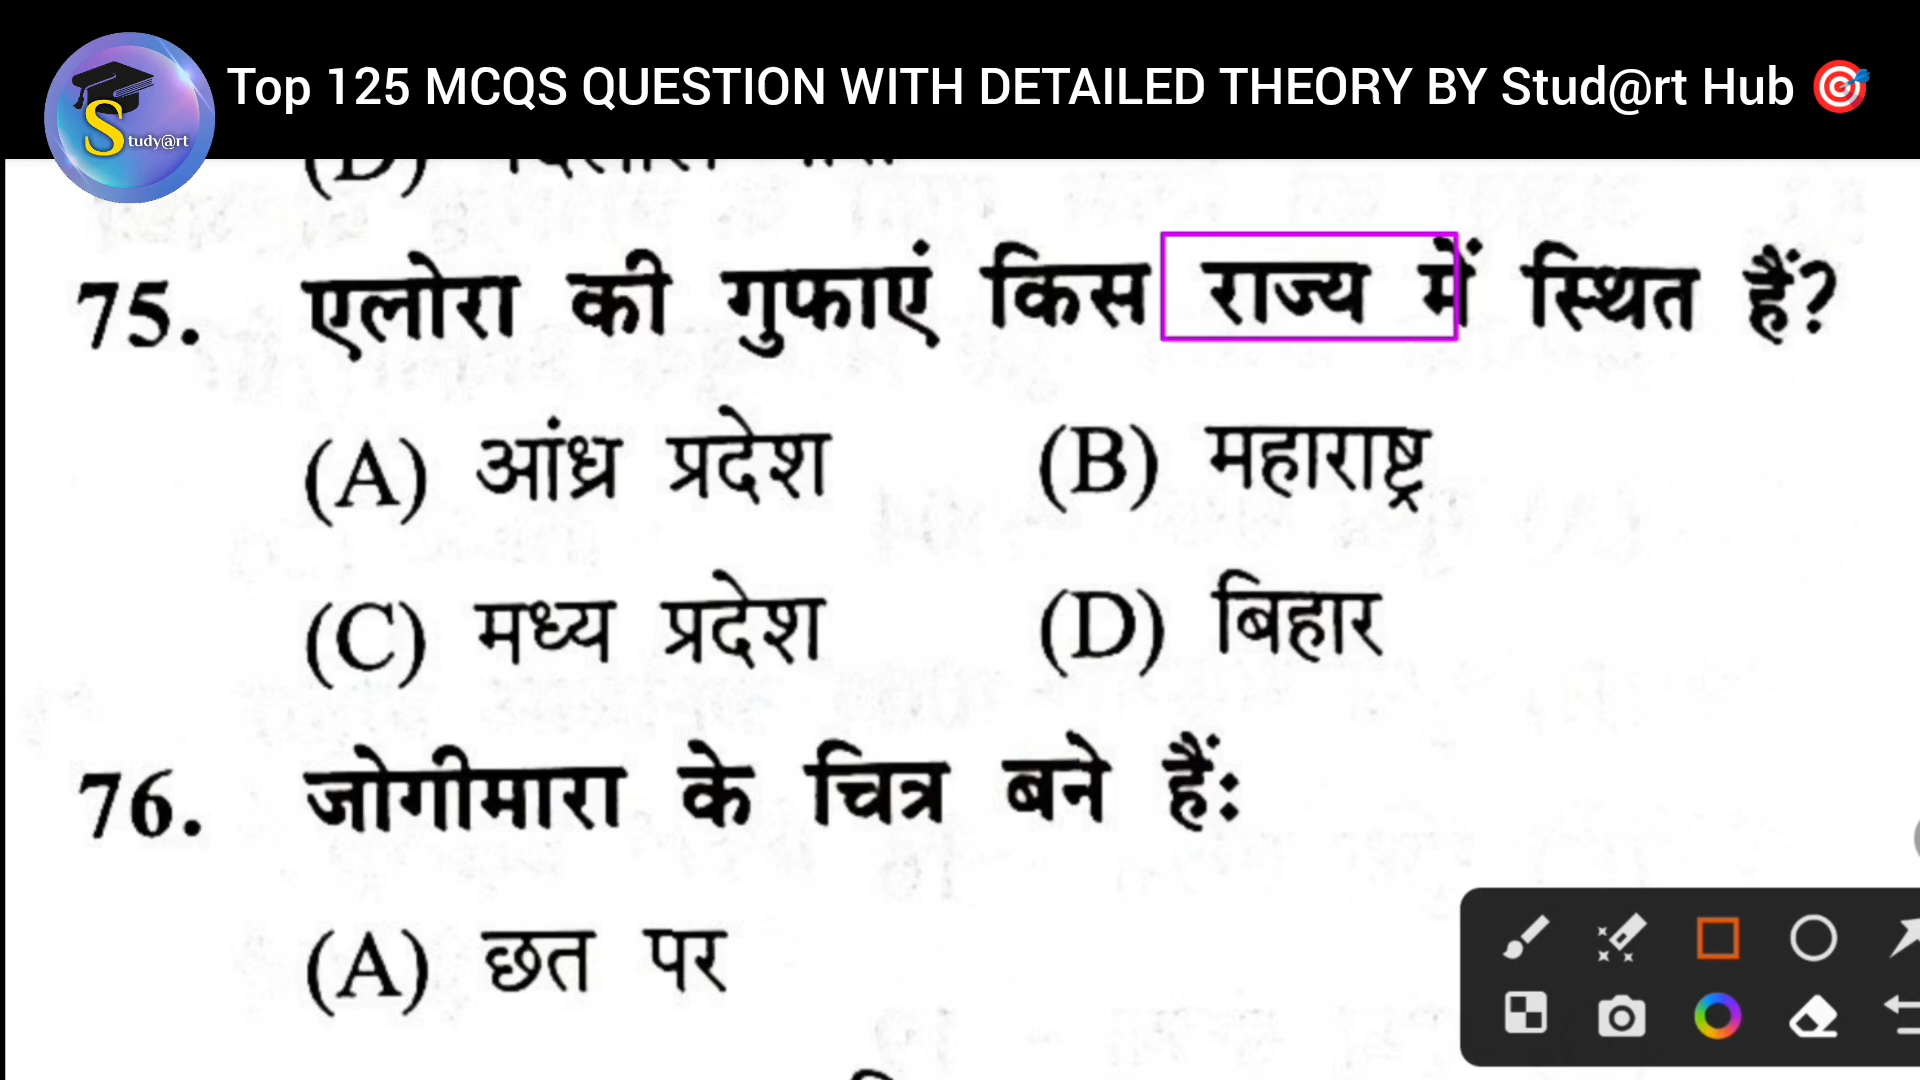 Top 125 MCQS QUESTION WITH DETAILED THEORY BY Stud@rt Hub 🎯
Study@rt
(D)
75. एलोरा की गुफाएं किस राज्य में स्थित हैं?
(A) आंध्र प्रदेश (B) महाराष्ट्र
(C) मध्य प्रदेश (D) बिहार
76. जोगीमारा के चित्र बने हैं:
(A) छत पर